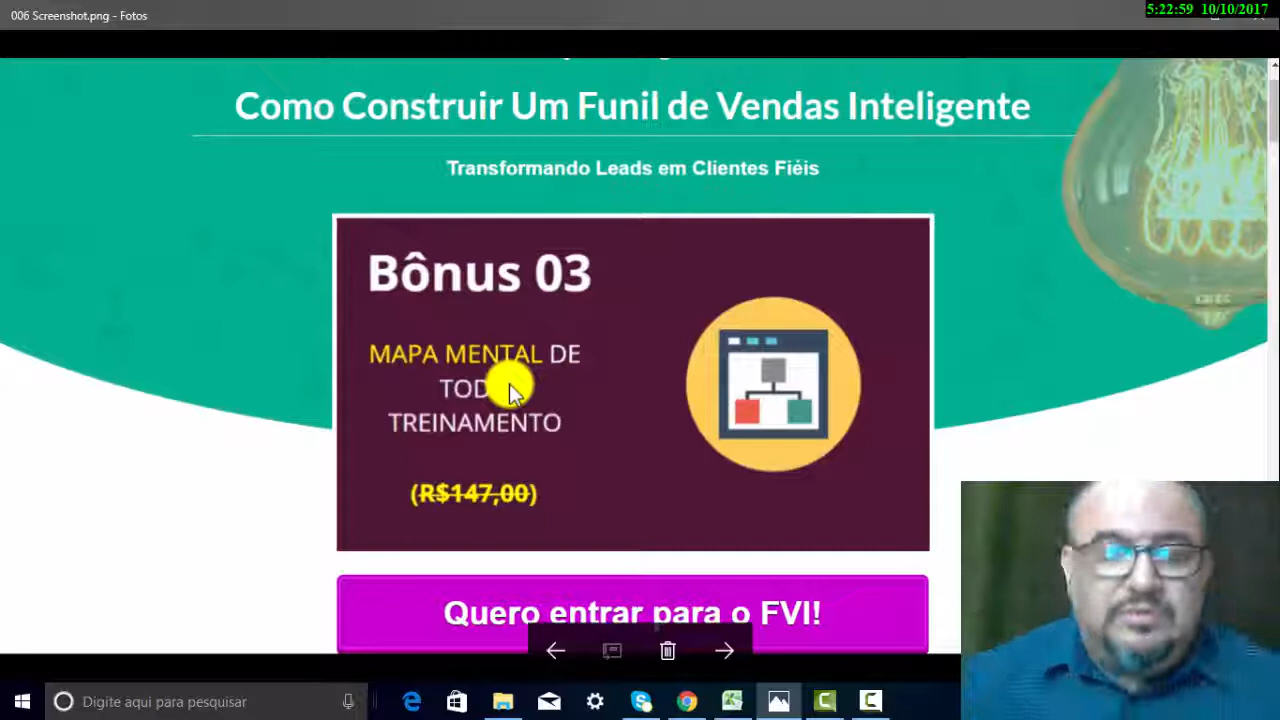 006 Screenshot.png - Fotos
5:22:59 10/10/2017
Como Construir Um Funil de Vendas Inteligente
Transformando Leads em Clientes Fiéis
Bônus 03
MAPA MENTAL DE
TREINAMENTO
(R$147,00)
Quero entrar para o FVI!
Digite aqui para pesquisar